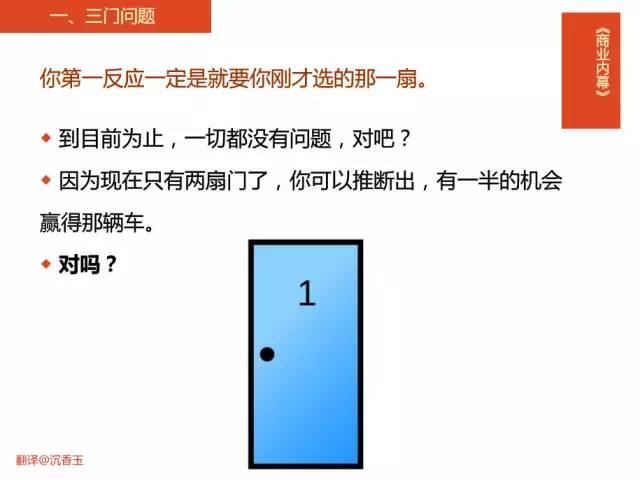 一、三门问题
《商业内幕》
你第一反应一定是就要你刚才选的那一扇。
到目前为止，一切都没有问题，对吧？
因为现在只有两扇门了，你可以推断出，有一半的机会
赢得那辆车。
对吗？
1
翻译@沉香玉